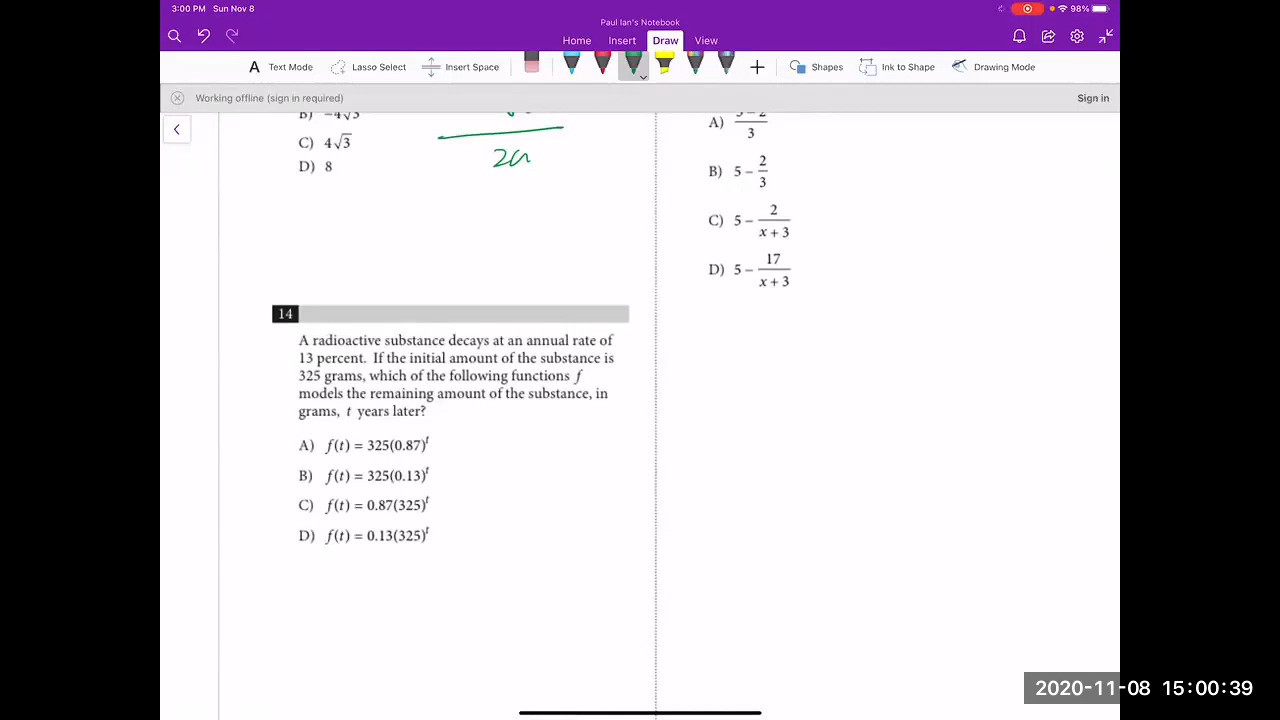 3:00 PM Sun Nov 8
98%
Paul Ian's Notebook
Home Insert Draw View
A Text Mode Lasso Select Insert Space + Shapes Ink to Shape Drawing Mode
Working offline (sign in required) Sign in
B) −4√3
C) 4√3
D) 8
2a
A) 5 − 2 / 3
B) 5 − 2/3
C) 5 − 2/(x + 3)
D) 5 − 17/(x + 3)
14
A radioactive substance decays at an annual rate of
13 percent. If the initial amount of the substance is
325 grams, which of the following functions f
models the remaining amount of the substance, in
grams, t years later?
A) f(t) = 325(0.87)^t
B) f(t) = 325(0.13)^t
C) f(t) = 0.87(325)^t
D) f(t) = 0.13(325)^t
2020-11-08 15:00:39